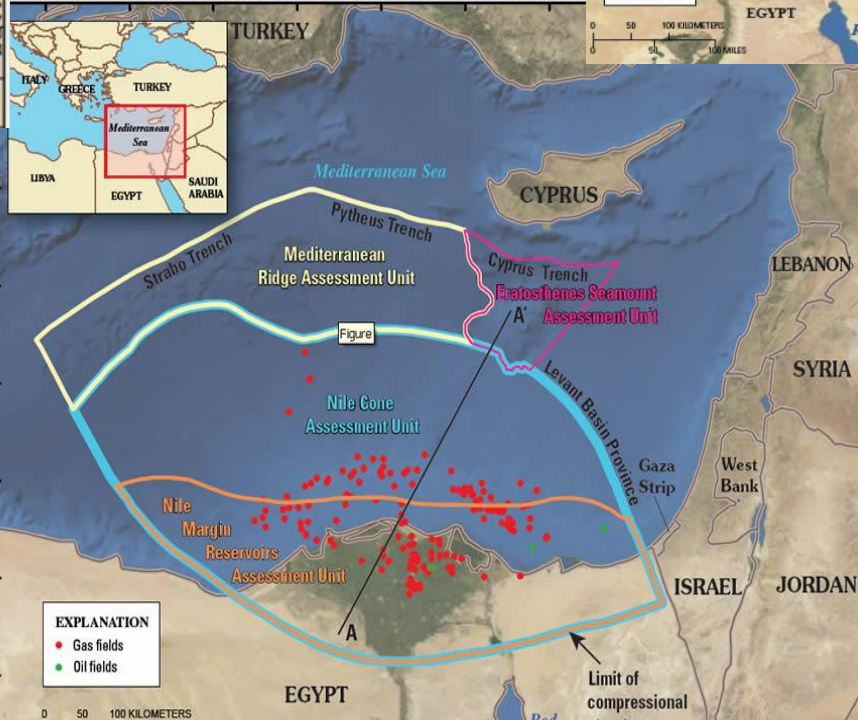 TURKEY
EGYPT
0 50 100 KILOMETERS
0 50 100 MILES
ITALY
GREECE
TURKEY
Mediterranean
Sea
LIBYA
EGYPT
SAUDI
ARABIA
Mediterranean Sea
CYPRUS
Strabo Trench
Pytheus Trench
Mediterranean
Ridge Assessment Unit
Cyprus Trench
Eratosthenes Seamount
Assessment Unit
A'
LEBANON
SYRIA
Figure
Nile Cone
Assessment Unit
Levant Basin Province
Gaza
Strip
West
Bank
Nile
Margin
Reservoirs
Assessment Unit
ISRAEL
JORDAN
A
EXPLANATION
Gas fields
Oil fields
EGYPT
Limit of
compressional
0 50 100 KILOMETERS
Red